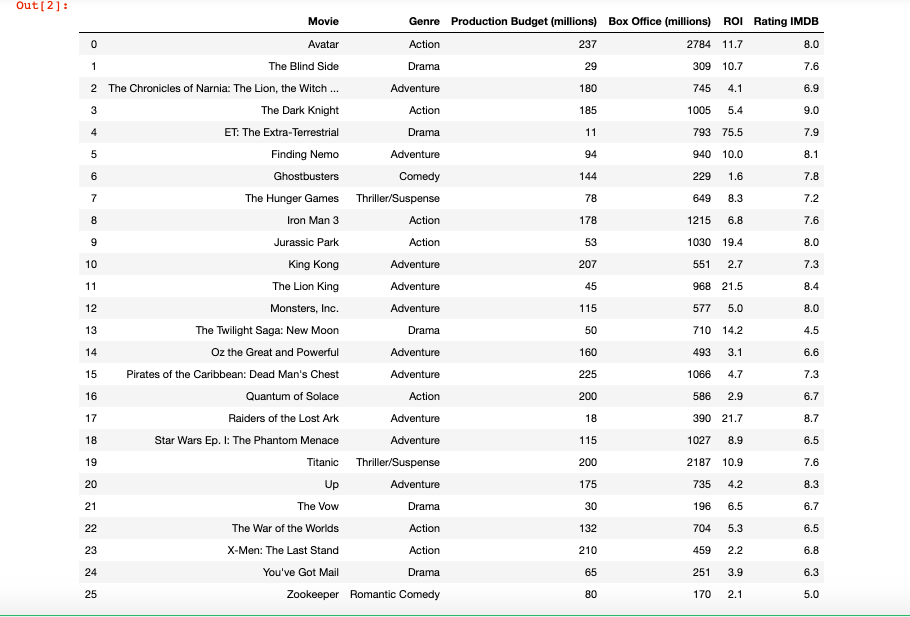 Out[2]:
Movie Genre Production Budget (millions) Box Office (millions) ROI Rating IMDB
0 Avatar Action 237 2784 11.7 8.0
1 The Blind Side Drama 29 309 10.7 7.6
2 The Chronicles of Narnia: The Lion, the Witch ... Adventure 180 745 4.1 6.9
3 The Dark Knight Action 185 1005 5.4 9.0
4 ET: The Extra-Terrestrial Drama 11 793 75.5 7.9
5 Finding Nemo Adventure 94 940 10.0 8.1
6 Ghostbusters Comedy 144 229 1.6 7.8
7 The Hunger Games Thriller/Suspense 78 649 8.3 7.2
8 Iron Man 3 Action 178 1215 6.8 7.6
9 Jurassic Park Action 53 1030 19.4 8.0
10 King Kong Adventure 207 551 2.7 7.3
11 The Lion King Adventure 45 968 21.5 8.4
12 Monsters, Inc. Adventure 115 577 5.0 8.0
13 The Twilight Saga: New Moon Drama 50 710 14.2 4.5
14 Oz the Great and Powerful Adventure 160 493 3.1 6.6
15 Pirates of the Caribbean: Dead Man's Chest Adventure 225 1066 4.7 7.3
16 Quantum of Solace Action 200 586 2.9 6.7
17 Raiders of the Lost Ark Adventure 18 390 21.7 8.7
18 Star Wars Ep. I: The Phantom Menace Adventure 115 1027 8.9 6.5
19 Titanic Thriller/Suspense 200 2187 10.9 7.6
20 Up Adventure 175 735 4.2 8.3
21 The Vow Drama 30 196 6.5 6.7
22 The War of the Worlds Action 132 704 5.3 6.5
23 X-Men: The Last Stand Action 210 459 2.2 6.8
24 You've Got Mail Drama 65 251 3.9 6.3
25 Zookeeper Romantic Comedy 80 170 2.1 5.0